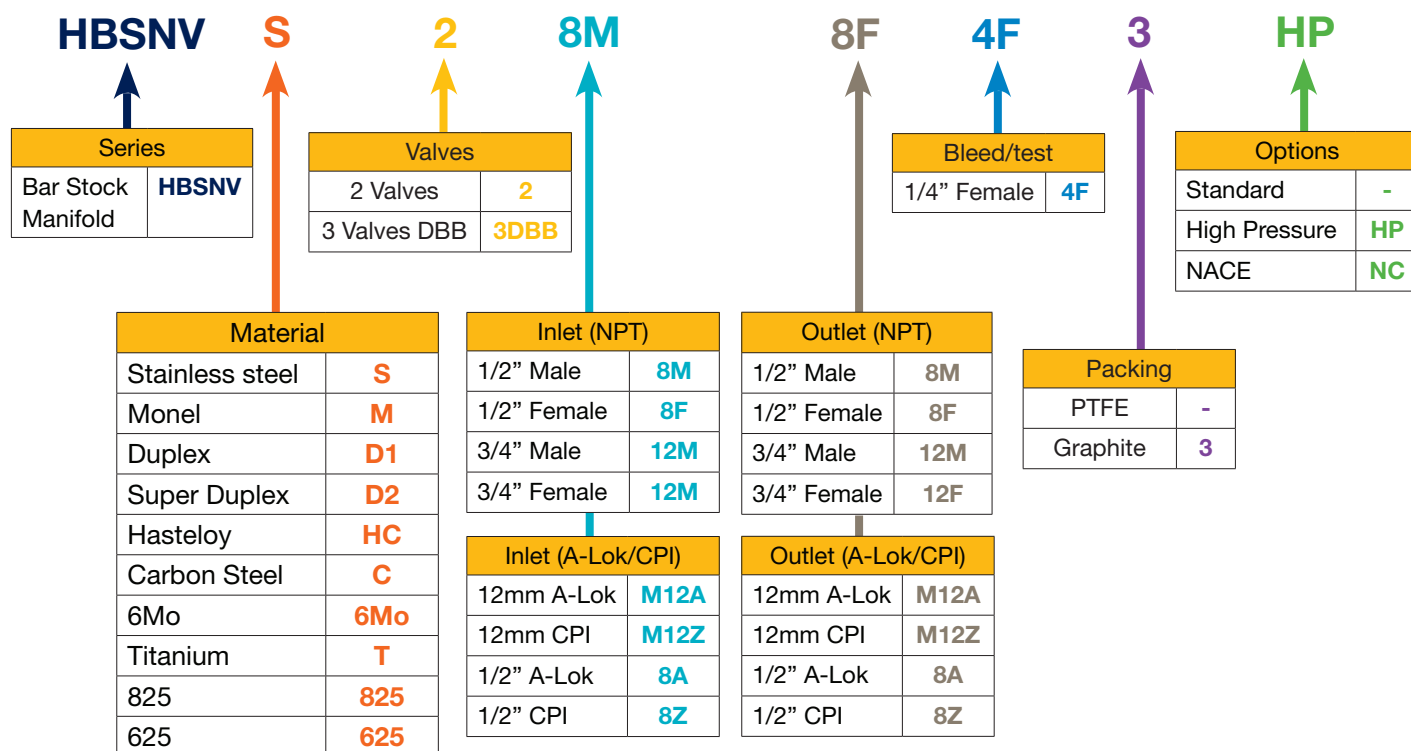 HBSNV S 2 8M 8F 4F 3 HP
Series
Bar Stock Manifold HBSNV
Valves
2 Valves 2
3 Valves DBB 3DBB
Bleed/test
1/4” Female 4F
Options
Standard -
High Pressure HP
NACE NC
Material
Stainless steel S
Monel M
Duplex D1
Super Duplex D2
Hasteloy HC
Carbon Steel C
6Mo 6Mo
Titanium T
825 825
625 625
Inlet (NPT)
1/2” Male 8M
1/2” Female 8F
3/4” Male 12M
3/4” Female 12M
Inlet (A-Lok/CPI)
12mm A-Lok M12A
12mm CPI M12Z
1/2” A-Lok 8A
1/2” CPI 8Z
Outlet (NPT)
1/2” Male 8M
1/2” Female 8F
3/4” Male 12M
3/4” Female 12F
Outlet (A-Lok/CPI)
12mm A-Lok M12A
12mm CPI M12Z
1/2” A-Lok 8A
1/2” CPI 8Z
Packing
PTFE -
Graphite 3